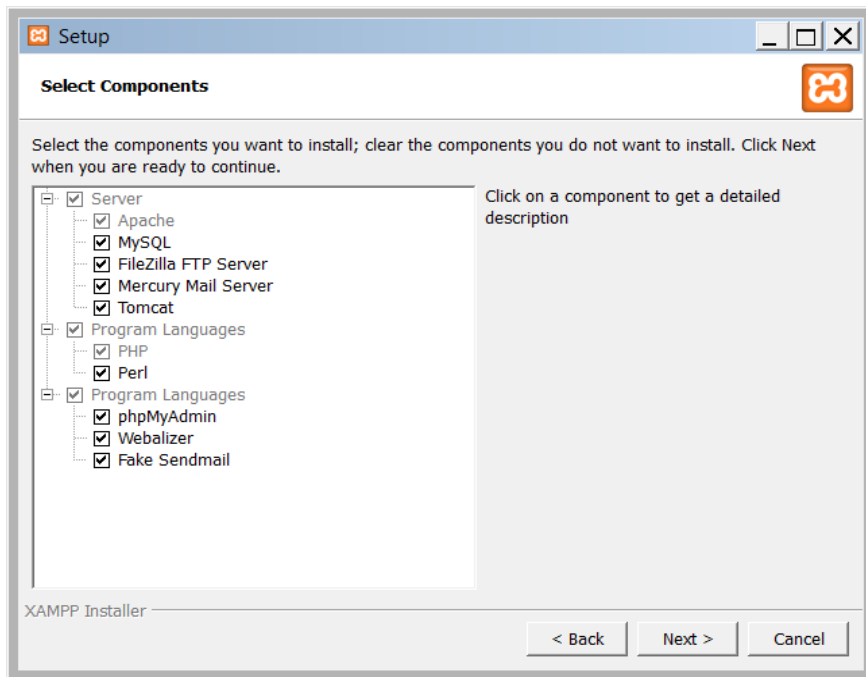 Setup
Select Components
Select the components you want to install; clear the components you do not want to install. Click Next
when you are ready to continue.
Server
Apache
MySQL
FileZilla FTP Server
Mercury Mail Server
Tomcat
Program Languages
PHP
Perl
Program Languages
phpMyAdmin
Webalizer
Fake Sendmail
Click on a component to get a detailed
description
XAMPP Installer
< Back
Next >
Cancel